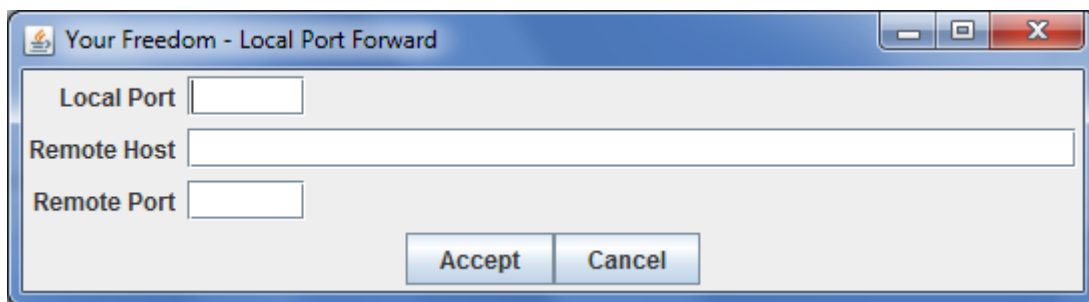 Your Freedom - Local Port Forward
Local Port
Remote Host
Remote Port
Accept Cancel